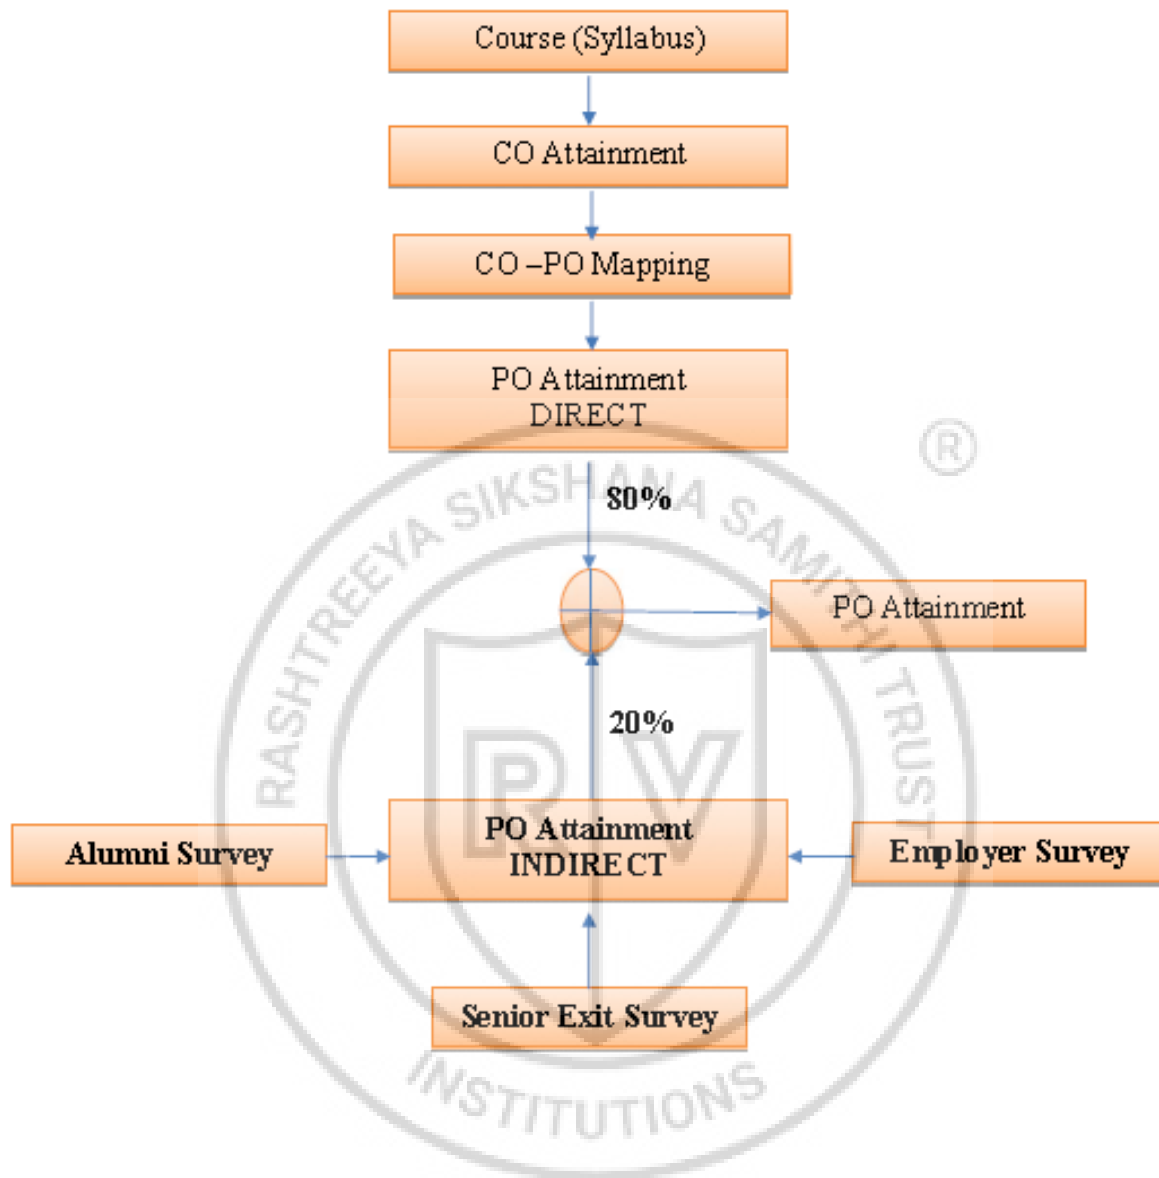 Course (Syllabus)
CO Attainment
CO –PO Mapping
PO Attainment
DIRECT
®
80%
RASHTREEYA SIKSHANA SAMITHI TRUST
PO Attainment
20%
RV
PO Attainment
INDIRECT
Alumni Survey
Employer Survey
Senior Exit Survey
INSTITUTIONS